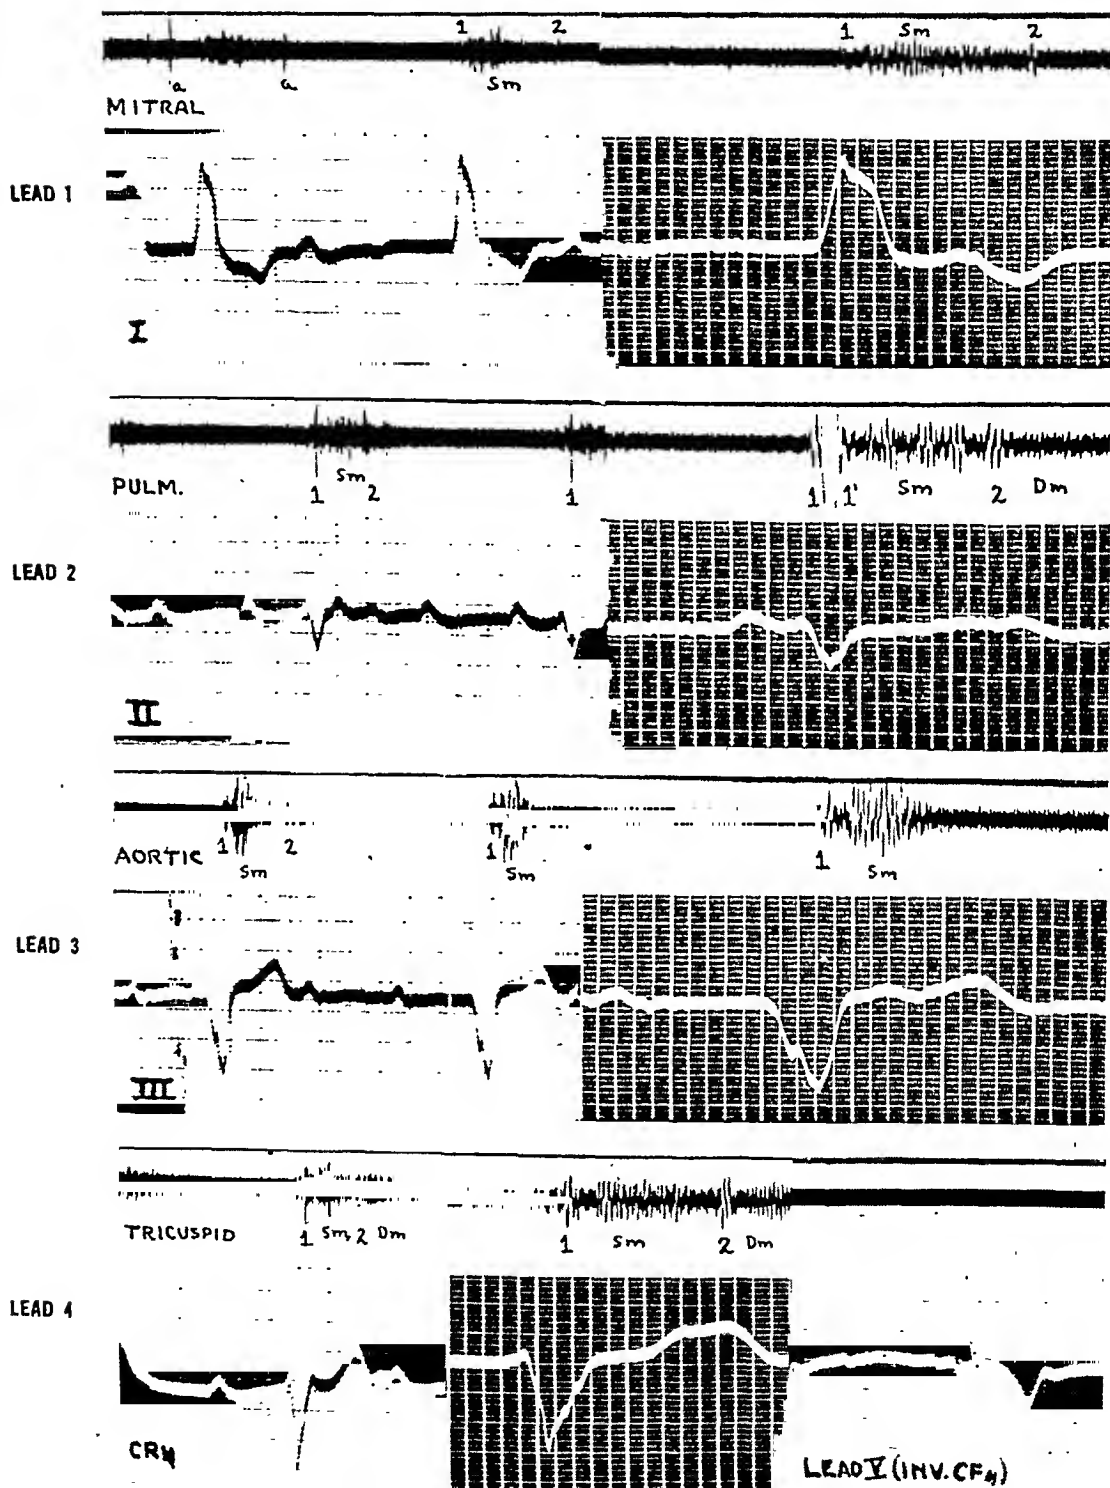 1 2 1 Sm 2
a a Sm
MITRAL
LEAD 1
I
PULM. 1 Sm 2 1 1 1' Sm 2 Dm
LEAD 2
II
AORTIC 1 Sm 2 1 Sm 1 Sm
LEAD 3
III
TRICUSPID 1 Sm 2 Dm 1 Sm 2 Dm
LEAD 4
CR4 LEAD V (INV. CF4)